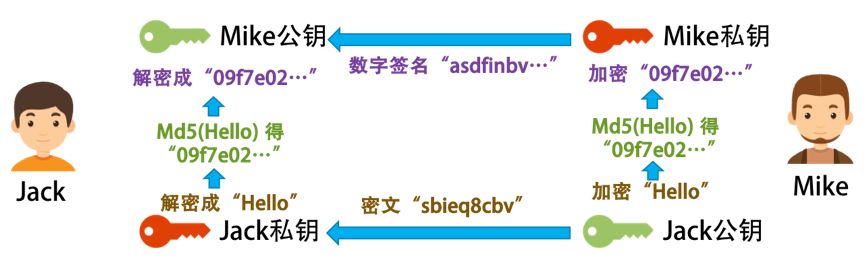 Mike公钥
Mike私钥
数字签名“asdfinbv…”
解密成“09f7e02…”
加密“09f7e02…”
Md5(Hello) 得
“09f7e02…”
Md5(Hello) 得
“09f7e02…”
Jack
Mike
解密成“Hello”
密文“sbieq8cbv”
加密“Hello”
Jack私钥
Jack公钥